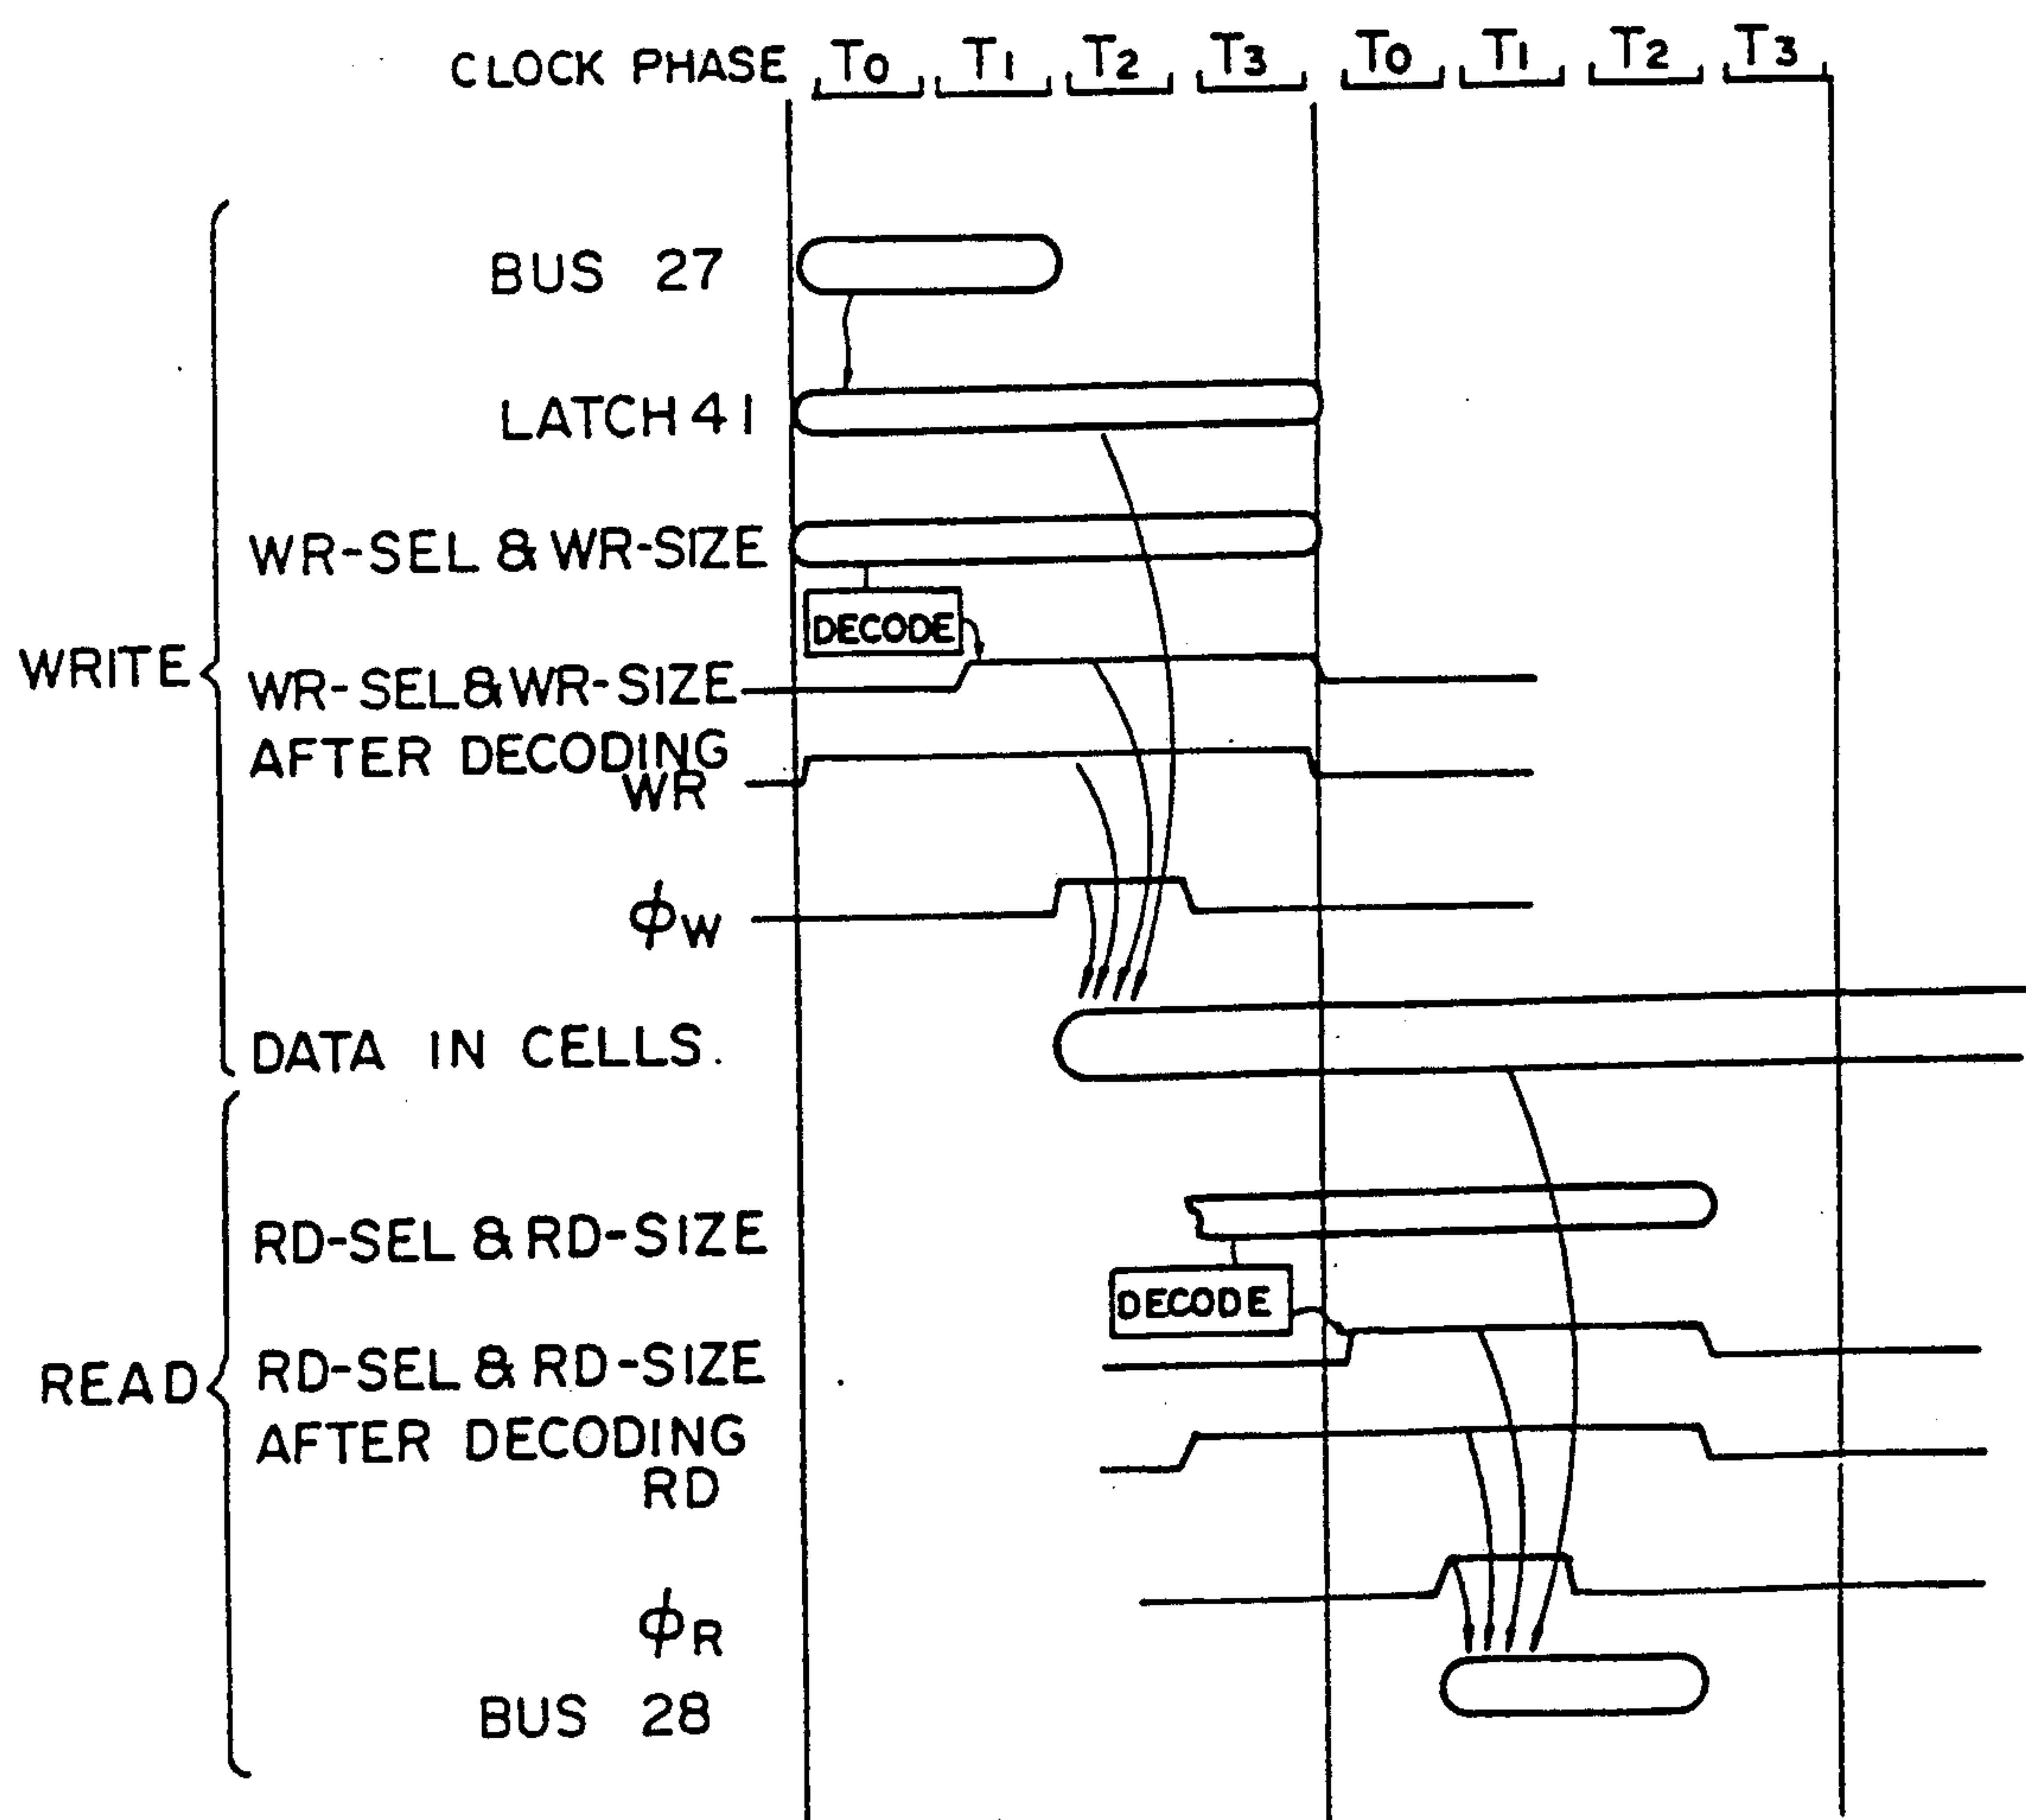 CLOCK PHASE T0 T1 T2 T3 T0 T1 T2 T3
BUS 27
LATCH 41
WR-SEL & WR-SIZE
DECODE
WRITE
WR-SEL & WR-SIZE
AFTER DECODING
WR
ϕW
DATA IN CELLS.
RD-SEL & RD-SIZE
DECODE
READ
RD-SEL & RD-SIZE
AFTER DECODING
RD
ϕR
BUS 28